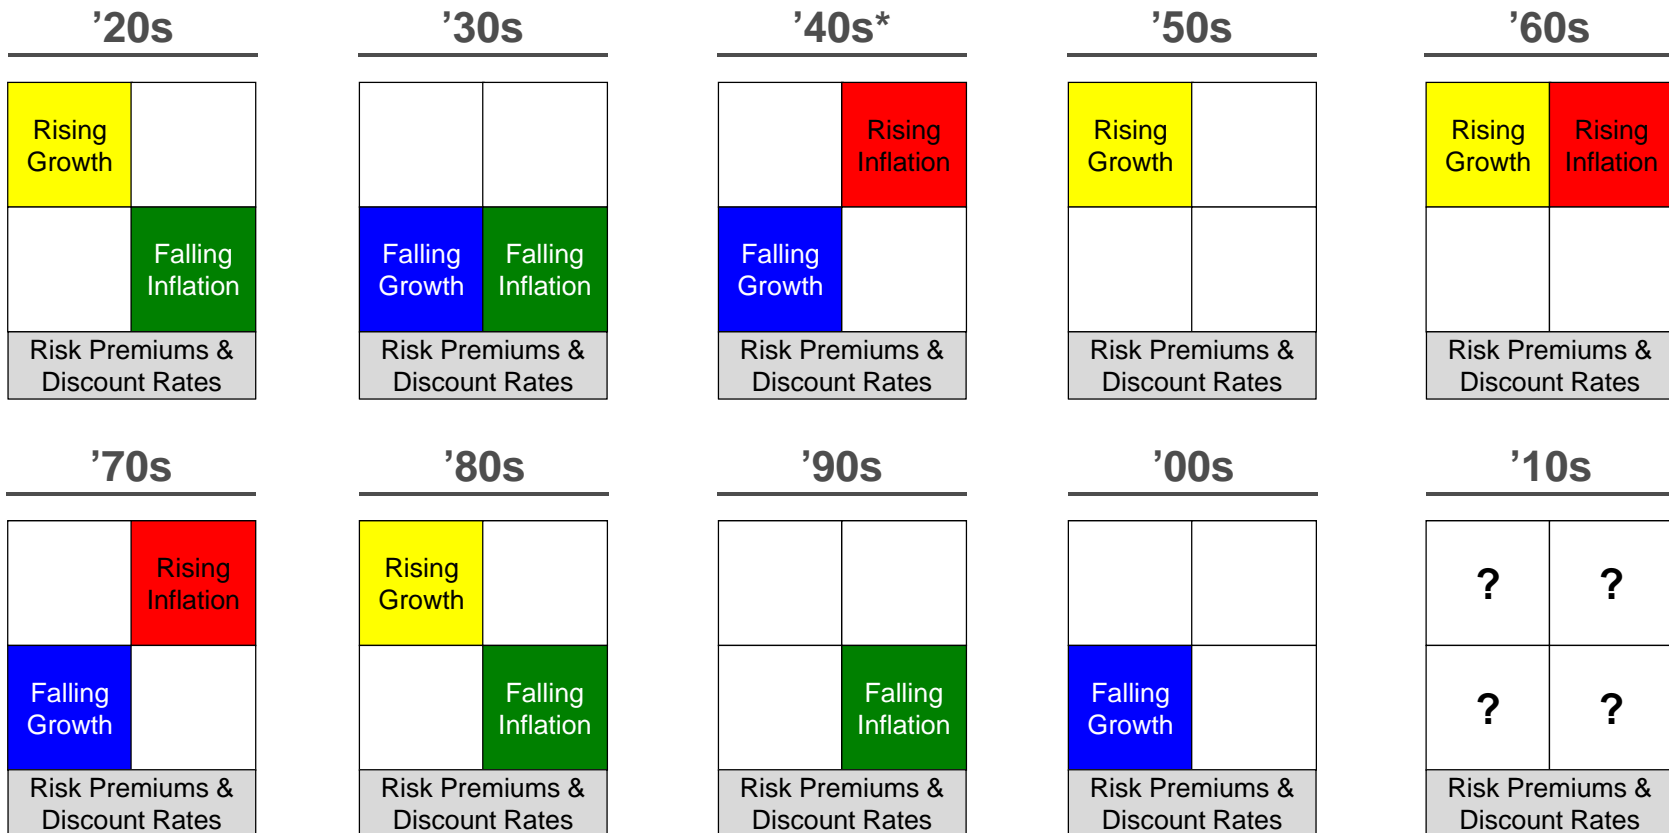 ’20s
’30s
’40s*
’50s
’60s
Rising
Growth
Falling
Inflation
Risk Premiums &
Discount Rates
Falling
Growth
Falling
Inflation
Risk Premiums &
Discount Rates
Rising
Inflation
Falling
Growth
Risk Premiums &
Discount Rates
Rising
Growth
Risk Premiums &
Discount Rates
Rising
Growth
Rising
Inflation
Risk Premiums &
Discount Rates
’70s
’80s
’90s
’00s
’10s
Rising
Inflation
Falling
Growth
Risk Premiums &
Discount Rates
Rising
Growth
Falling
Inflation
Risk Premiums &
Discount Rates
Falling
Inflation
Risk Premiums &
Discount Rates
Falling
Growth
Risk Premiums &
Discount Rates
? ?
? ?
Risk Premiums &
Discount Rates